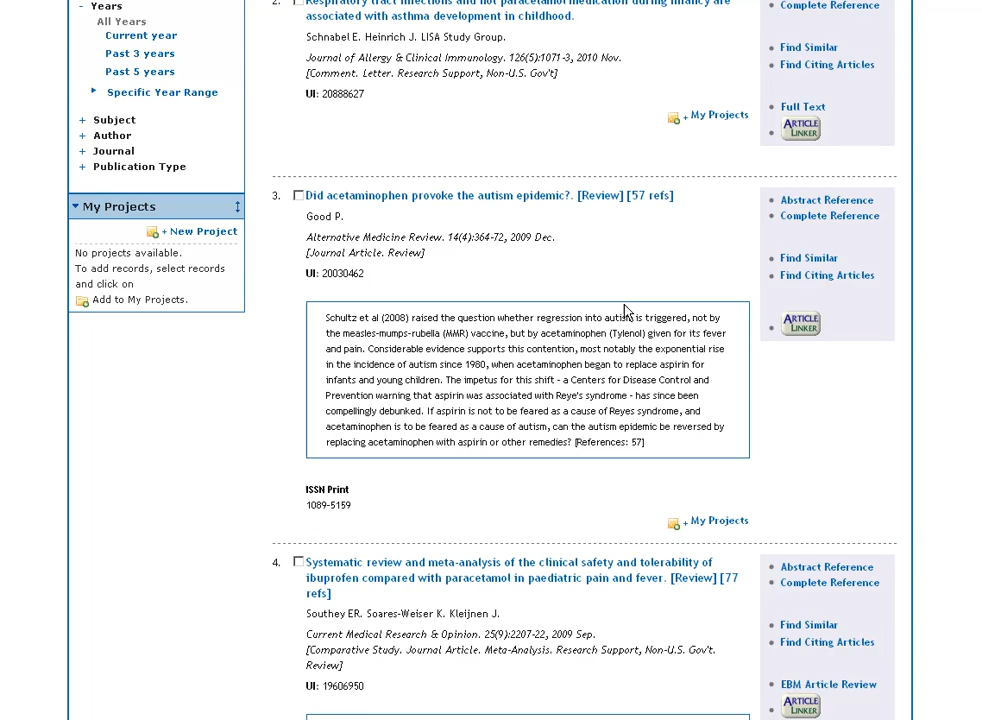 - Years
All Years
Current year
Past 3 years
Past 5 years
Specific Year Range
+ Subject
+ Author
+ Journal
+ Publication Type
My Projects
+ New Project
No projects available.
To add records, select records
and click on
Add to My Projects.
2. Respiratory tract infections and not paracetamol medication during infancy are
associated with asthma development in childhood.
Schnabel E. Heinrich J. LISA Study Group.
Journal of Allergy & Clinical Immunology. 126(5):1071-3, 2010 Nov.
[Comment. Letter. Research Support, Non-U.S. Gov't]
UI: 20888627
+ My Projects
Complete Reference
Find Similar
Find Citing Articles
Full Text
ARTICLE
LINKER
3. Did acetaminophen provoke the autism epidemic?. [Review] [57 refs]
Good P.
Alternative Medicine Review. 14(4):364-72, 2009 Dec.
[Journal Article. Review]
UI: 20030462
Schultz et al (2008) raised the question whether regression into autism is triggered, not by
the measles-mumps-rubella (MMR) vaccine, but by acetaminophen (Tylenol) given for its fever
and pain. Considerable evidence supports this contention, most notably the exponential rise
in the incidence of autism since 1980, when acetaminophen began to replace aspirin for
infants and young children. The impetus for this shift - a Centers for Disease Control and
Prevention warning that aspirin was associated with Reye's syndrome - has since been
compellingly debunked. If aspirin is not to be feared as a cause of Reyes syndrome, and
acetaminophen is to be feared as a cause of autism, can the autism epidemic be reversed by
replacing acetaminophen with aspirin or other remedies? [References: 57]
ISSN Print
1089-5159
+ My Projects
Abstract Reference
Complete Reference
Find Similar
Find Citing Articles
ARTICLE
LINKER
4. Systematic review and meta-analysis of the clinical safety and tolerability of
ibuprofen compared with paracetamol in paediatric pain and fever. [Review] [77
refs]
Southey ER. Soares-Weiser K. Kleijnen J.
Current Medical Research & Opinion. 25(9):2207-22, 2009 Sep.
[Comparative Study. Journal Article. Meta-Analysis. Research Support, Non-U.S. Gov't.
Review]
UI: 19606950
Abstract Reference
Complete Reference
Find Similar
Find Citing Articles
EBM Article Review
ARTICLE
LINKER